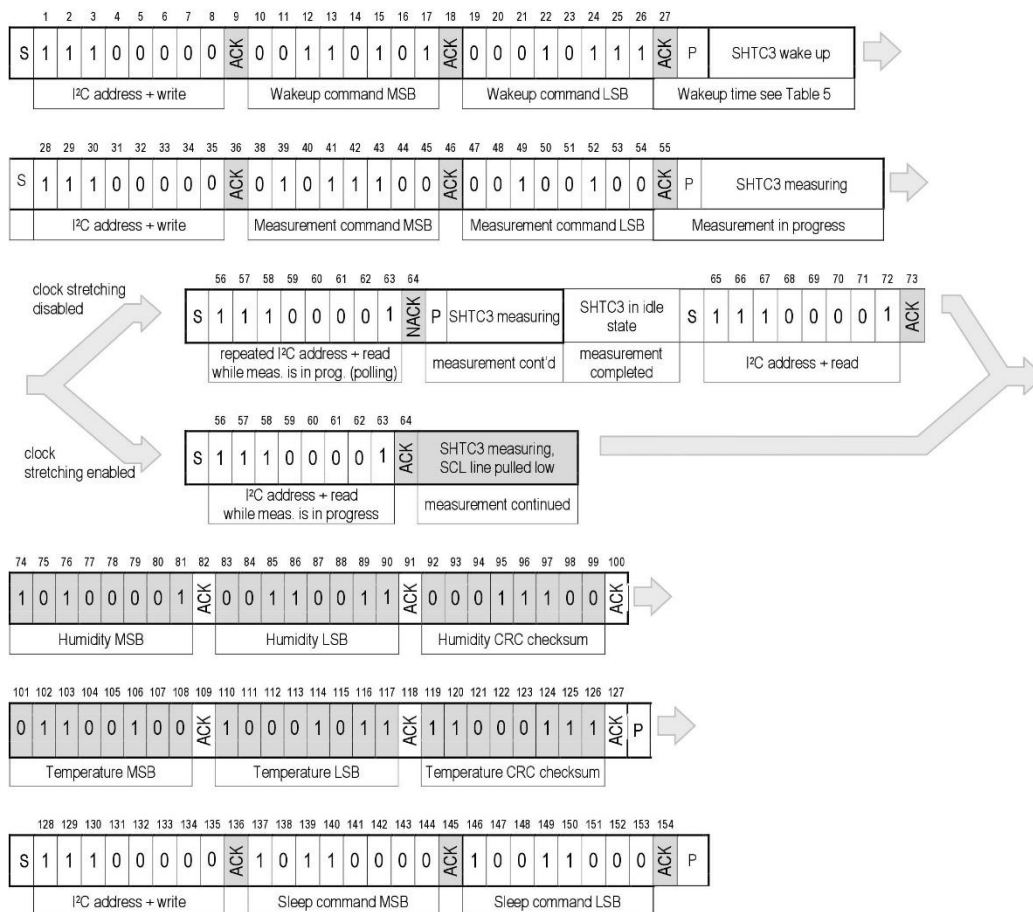 1 2 3 4 5 6 7 8 9 10 11 12 13 14 15 16 17 18 19 20 21 22 23 24 25 26 27
S 1 1 1 0 0 0 0 0 ACK 0 0 1 1 0 1 0 1 ACK 0 0 0 1 0 1 1 1 ACK P SHTC3 wake up
I²C address + write Wakeup command MSB Wakeup command LSB Wakeup time see Table 5
28 29 30 31 32 33 34 35 36 38 39 40 41 42 43 44 45 46 47 48 49 50 51 52 53 54 55
S 1 1 1 0 0 0 0 0 ACK 0 1 0 1 1 1 0 0 ACK 0 0 1 0 0 1 0 0 ACK P SHTC3 measuring
I²C address + write Measurement command MSB Measurement command LSB Measurement in progress
clock stretching
disabled
56 57 58 59 60 61 62 63 64 65 66 67 68 69 70 71 72 73
S 1 1 1 0 0 0 0 1 NACK P SHTC3 measuring SHTC3 in idle state S 1 1 1 0 0 0 0 1 ACK
repeated I²C address + read
while meas. is in prog. (polling)
measurement cont'd
measurement
completed
I²C address + read
56 57 58 59 60 61 62 63 64
clock
stretching enabled
S 1 1 1 0 0 0 0 1 ACK
SHTC3 measuring,
SCL line pulled low
I²C address + read
while meas. is in progress
measurement continued
74 75 76 77 78 79 80 81 82 83 84 85 86 87 88 89 90 91 92 93 94 95 96 97 98 99 100
1 0 1 0 0 0 0 1 ACK 0 0 1 1 0 0 1 1 ACK 0 0 0 1 1 1 0 0 ACK
Humidity MSB Humidity LSB Humidity CRC checksum
101 102 103 104 105 106 107 108 109 110 111 112 113 114 115 116 117 118 119 120 121 122 123 124 125 126 127
0 1 1 0 0 1 0 0 ACK 1 0 0 0 1 0 1 1 ACK 1 1 0 0 0 1 1 1 ACK P
Temperature MSB Temperature LSB Temperature CRC checksum
128 129 130 131 132 133 134 135 136 137 138 139 140 141 142 143 144 145 146 147 148 149 150 151 152 153 154
S 1 1 1 0 0 0 0 0 ACK 1 0 1 1 0 0 0 0 ACK 1 0 0 1 1 0 0 0 ACK P
I²C address + write Sleep command MSB Sleep command LSB